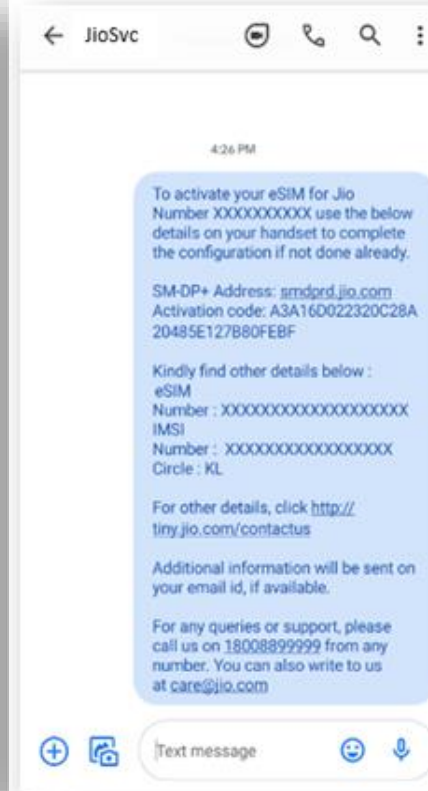 JioSvc
4:26 PM
To activate your eSIM for Jio
Number XXXXXXXXXX use the below
details on your handset to complete
the configuration if not done already.
SM-DP+ Address: smdprd.jio.com
Activation code: A3A16D022320C28A
20485E127B80FEBF
Kindly find other details below :
eSIM
Number : XXXXXXXXXXXXXXXXXXX
IMSI
Number : XXXXXXXXXXXXXXXXX
Circle : KL
For other details, click http://
tiny.jio.com/contactus
Additional information will be sent on
your email id, if available.
For any queries or support, please
call us on 18008899999 from any
number. You can also write to us
at care@jio.com
Text message